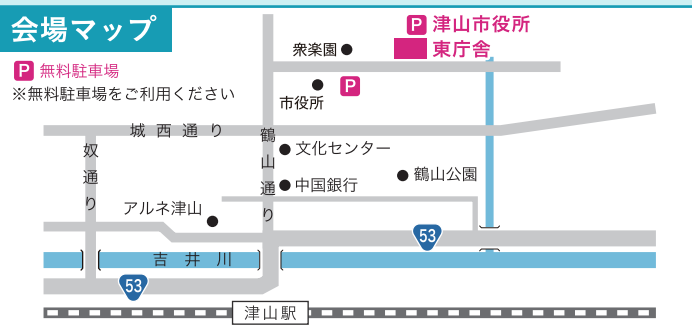 会場マップ
P 津山市役所
東庁舎
P 無料駐車場
※無料駐車場をご利用ください
衆楽園
市役所
P
城西通り
鶴山通り
奴通り
文化センター
中国銀行
鶴山公園
アルネ津山
53
吉井川
53
津山駅